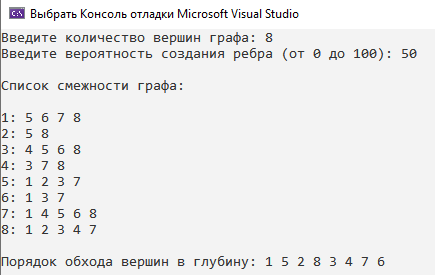 Выбрать Консоль отладки Microsoft Visual Studio
Введите количество вершин графа: 8
Введите вероятность создания ребра (от 0 до 100): 50
Список смежности графа:
1: 5 6 7 8
2: 5 8
3: 4 5 6 8
4: 3 7 8
5: 1 2 3 7
6: 1 3 7
7: 1 4 5 6 8
8: 1 2 3 4 7
Порядок обхода вершин в глубину: 1 5 2 8 3 4 7 6